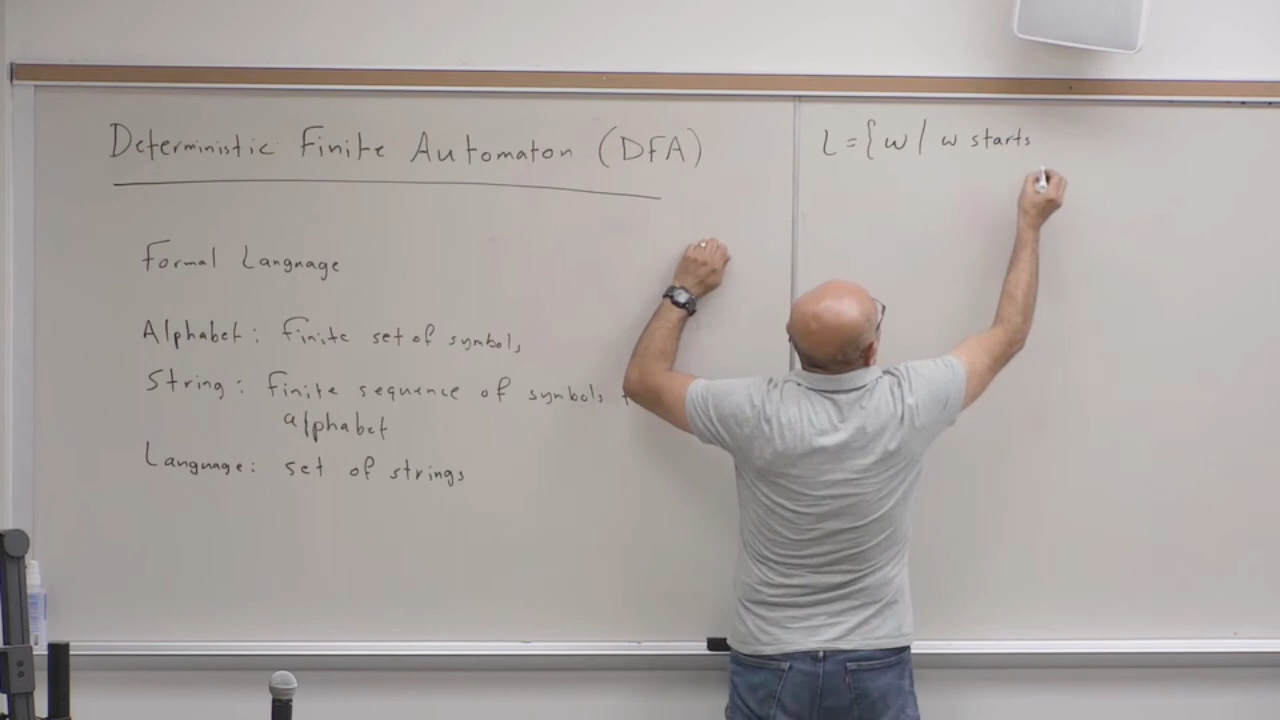 Deterministic Finite Automaton (DFA)
Formal Language
Alphabet: finite set of symbols
String: finite sequence of symbols
alphabet
Language: set of strings
L = { w | w starts